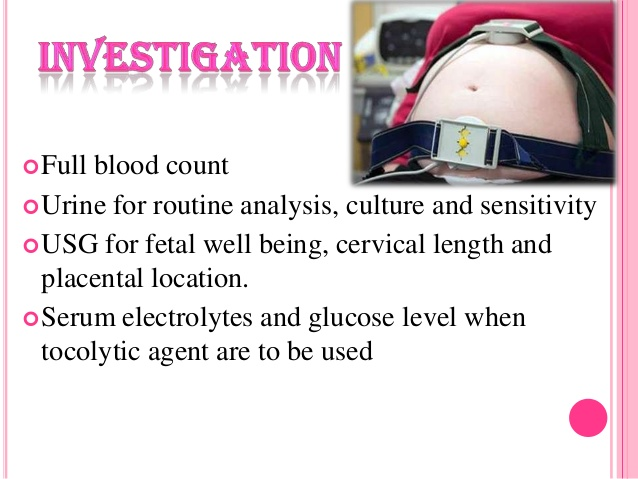 INVESTIGATION
Full blood count
Urine for routine analysis, culture and sensitivity
USG for fetal well being, cervical length and
placental location.
Serum electrolytes and glucose level when
tocolytic agent are to be used